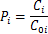 P_i = C_i / C_{0i}